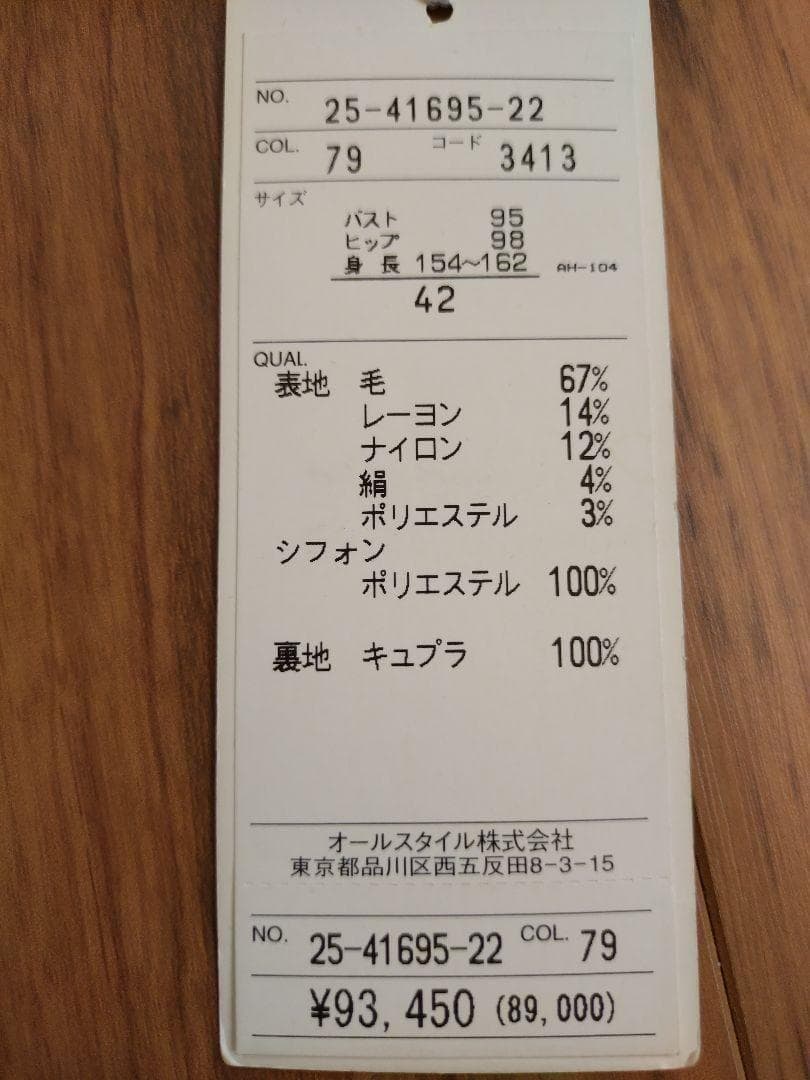 NO. 25-41695-22
COL. 79 コード 3413
サイズ
バスト 95
ヒップ 98
身長 154〜162 AH-104
42
QUAL.
表地 毛 67%
レーヨン 14%
ナイロン 12%
絹 4%
ポリエステル 3%
シフォン
ポリエステル 100%
裏地 キュプラ 100%
オールスタイル株式会社
東京都品川区西五反田8-3-15
NO. 25-41695-22 COL. 79
¥93,450 (89,000)